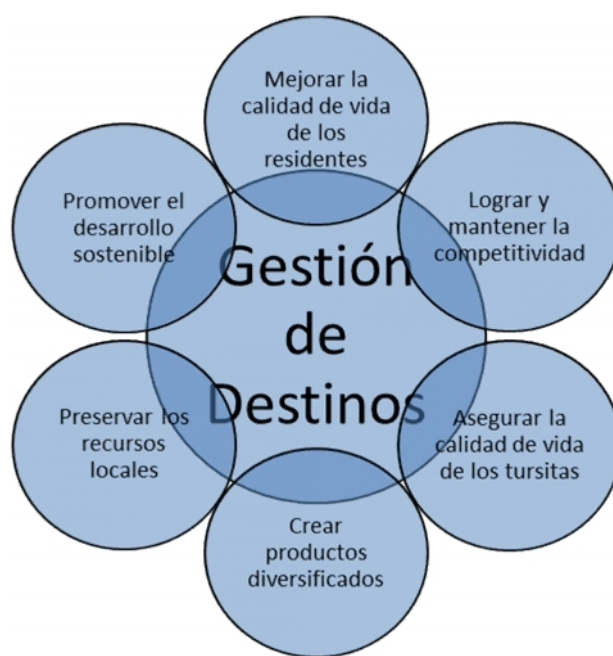 Mejorar la
calidad de vida
de los
residentes
Lograr y
mantener la
competitividad
Asegurar la
calidad de vida
de los tursitas
Crear
productos
diversificados
Preservar los
recursos
locales
Promover el
desarrollo
sostenible
Gestión
de
Destinos